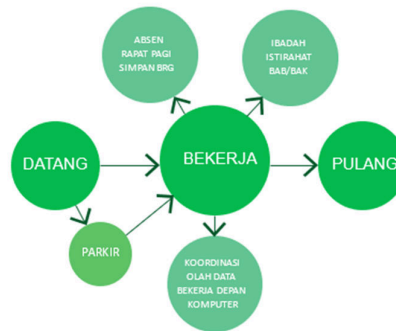 ABSEN
RAPAT PAGI
SIMPAN BRG
IBADAH
ISTIRAHAT
BAB/BAK
DATANG
BEKERJA
PULANG
PARKIR
KOORDINASI
OLAH DATA
BEKERJA DEPAN
KOMPUTER